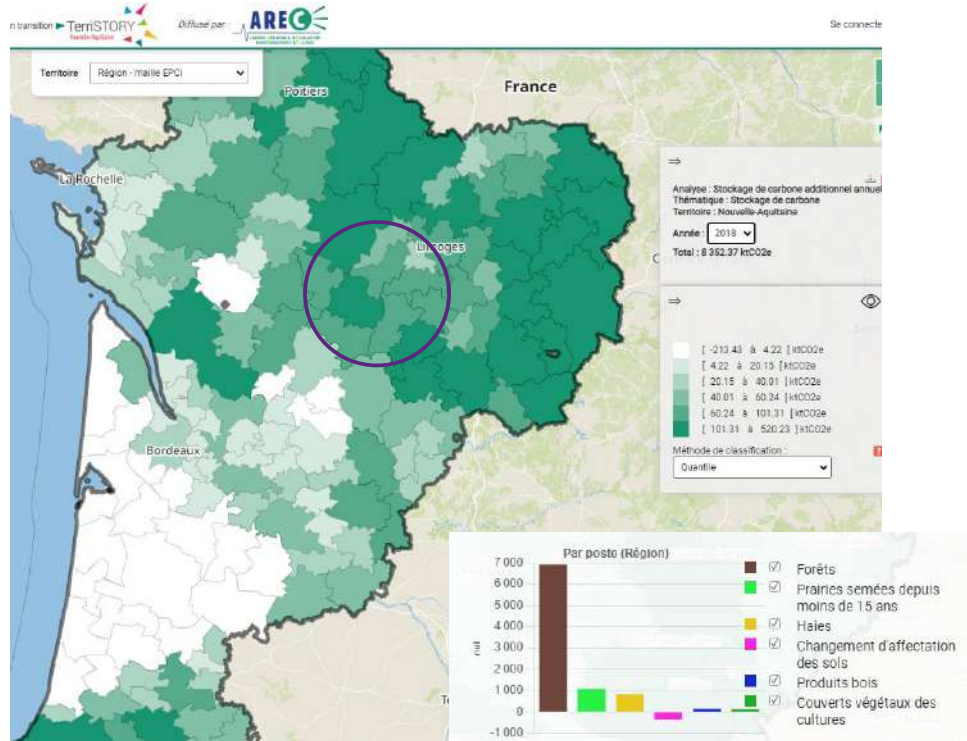 n transition ► TerriSTORY
Diffusé par :
AREC
Se connecte
Territoire
Région - maille EPCI
Poitiers
France
La Rochelle
Limoges
Bordeaux
⇒
Analyse : Stockage de carbone additionnel annuel
Thématique : Stockage de carbone
Territoire : Nouvelle-Aquitaine
Année : 2018
Total : 8 352.37 ktCO2e
⇒
[ -213.43 à 4.22 [ ktCO2e
[ 4.22 à 20.15 [ ktCO2e
[ 20.15 à 40.01 [ ktCO2e
[ 40.01 à 60.24 [ ktCO2e
[ 60.24 à 101.31 [ ktCO2e
[ 101.31 à 520.23 ] ktCO2e
Méthode de classification :
Quantile
Par poste (Région)
7 000
6 000
5 000
4 000
3 000
2 000
1 000
0
-1 000
Forêts
Prairies semées depuis
moins de 15 ans
Haies
Changement d'affectation
des sols
Produits bois
Couverts végétaux des
cultures